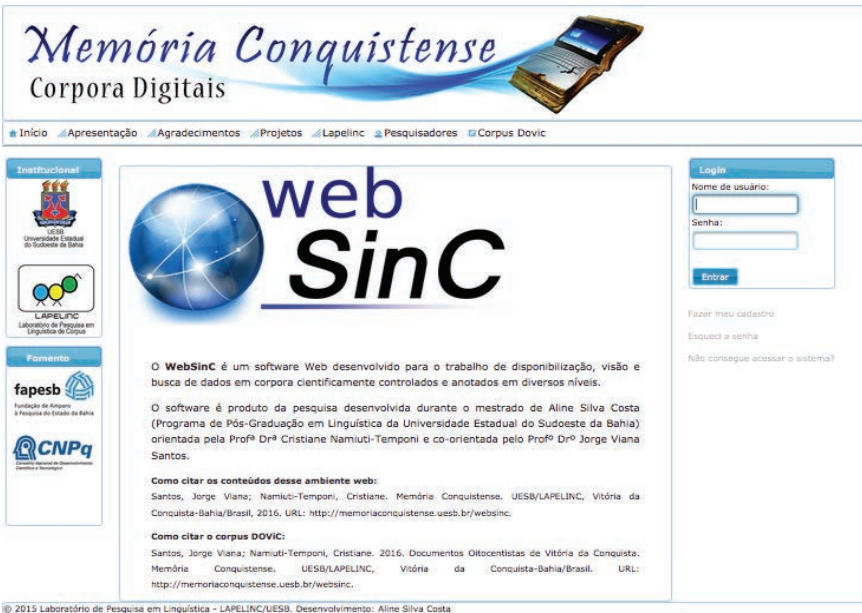 Memória Conquistense
Corpora Digitais
Início Apresentação Agradecimentos Projetos Lapelinc Pesquisadores Corpus Dovic
Institucional
UESB
Universidade Estadual
do Sudoeste da Bahia
LAPELINC
Laboratório de Pesquisa em
Linguística de Corpus
Fomento
fapesb
Fundação de Amparo
à Pesquisa do Estado da Bahia
CNPq
Conselho Nacional de Desenvolvimento
Científico e Tecnológico
web
SinC
O WebSinC é um software Web desenvolvido para o trabalho de disponibilização, visão e
busca de dados em corpora cientificamente controlados e anotados em diversos níveis.
O software é produto da pesquisa desenvolvida durante o mestrado de Aline Silva Costa
(Programa de Pós-Graduação em Linguística da Universidade Estadual do Sudoeste da Bahia)
orientada pela Profª Drª Cristiane Namiuti-Temponi e co-orientada pelo Profº Drº Jorge Viana
Santos.
Como citar os conteúdos desse ambiente web:
Santos, Jorge Viana; Namiuti-Temponi, Cristiane. Memória Conquistense. UESB/LAPELINC, Vitória da
Conquista-Bahia/Brasil, 2016. URL: http://memoriaconquistense.uesb.br/websinc.
Como citar o corpus DOViC:
Santos, Jorge Viana; Namiuti-Temponi, Cristiane. 2016. Documentos Oitocentistas de Vitória da Conquista.
Memória Conquistense. UESB/LAPELINC, Vitória da Conquista-Bahia/Brasil. URL:
http://memoriaconquistense.uesb.br/websinc.
Login
Nome de usuário:
Senha:
Entrar
Fazer meu cadastro
Esqueci a senha
Não consegue acessar o sistema?
© 2015 Laboratório de Pesquisa em Linguística - LAPELINC/UESB. Desenvolvimento: Aline Silva Costa